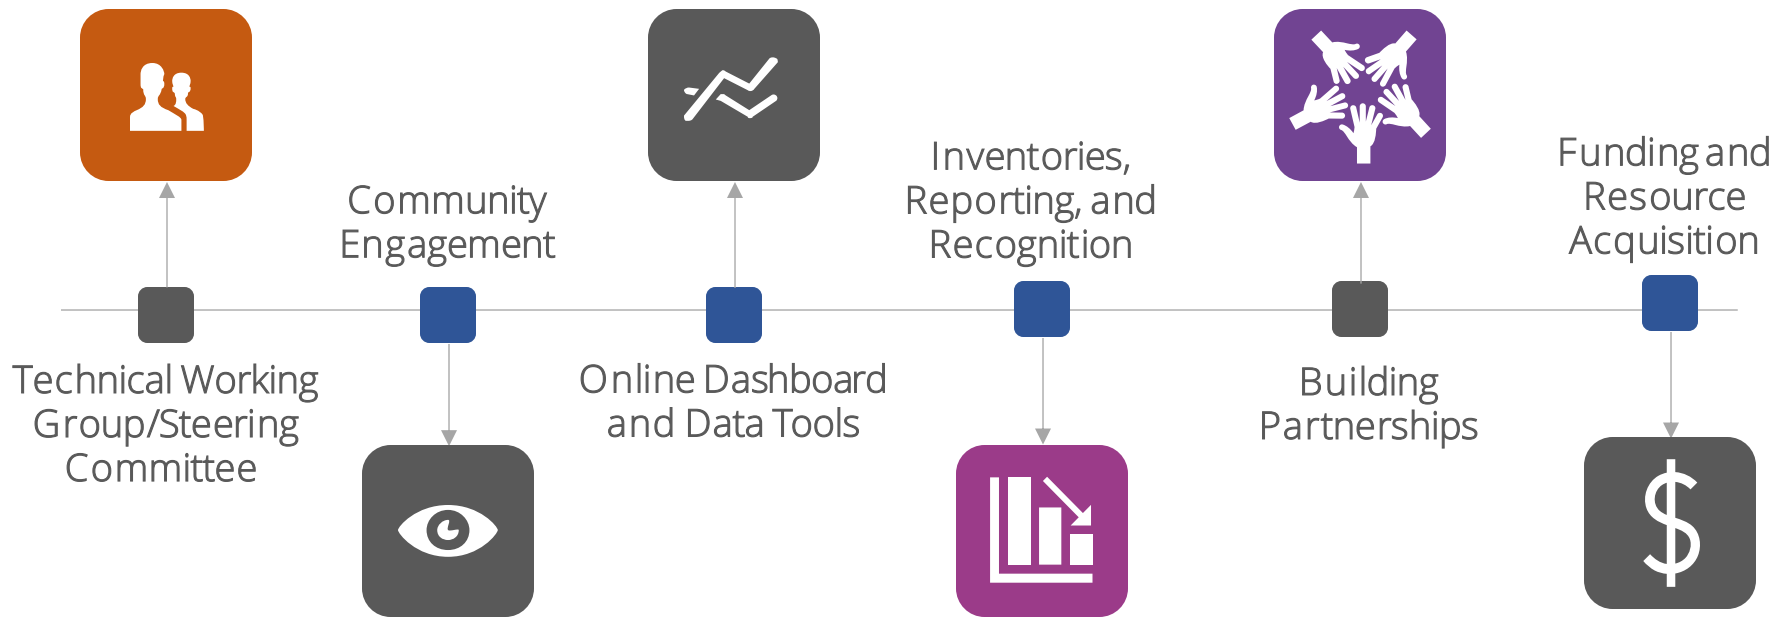 Technical Working
Group/Steering
Committee
Community
Engagement
Online Dashboard
and Data Tools
Inventories,
Reporting, and
Recognition
Building
Partnerships
Funding and
Resource
Acquisition